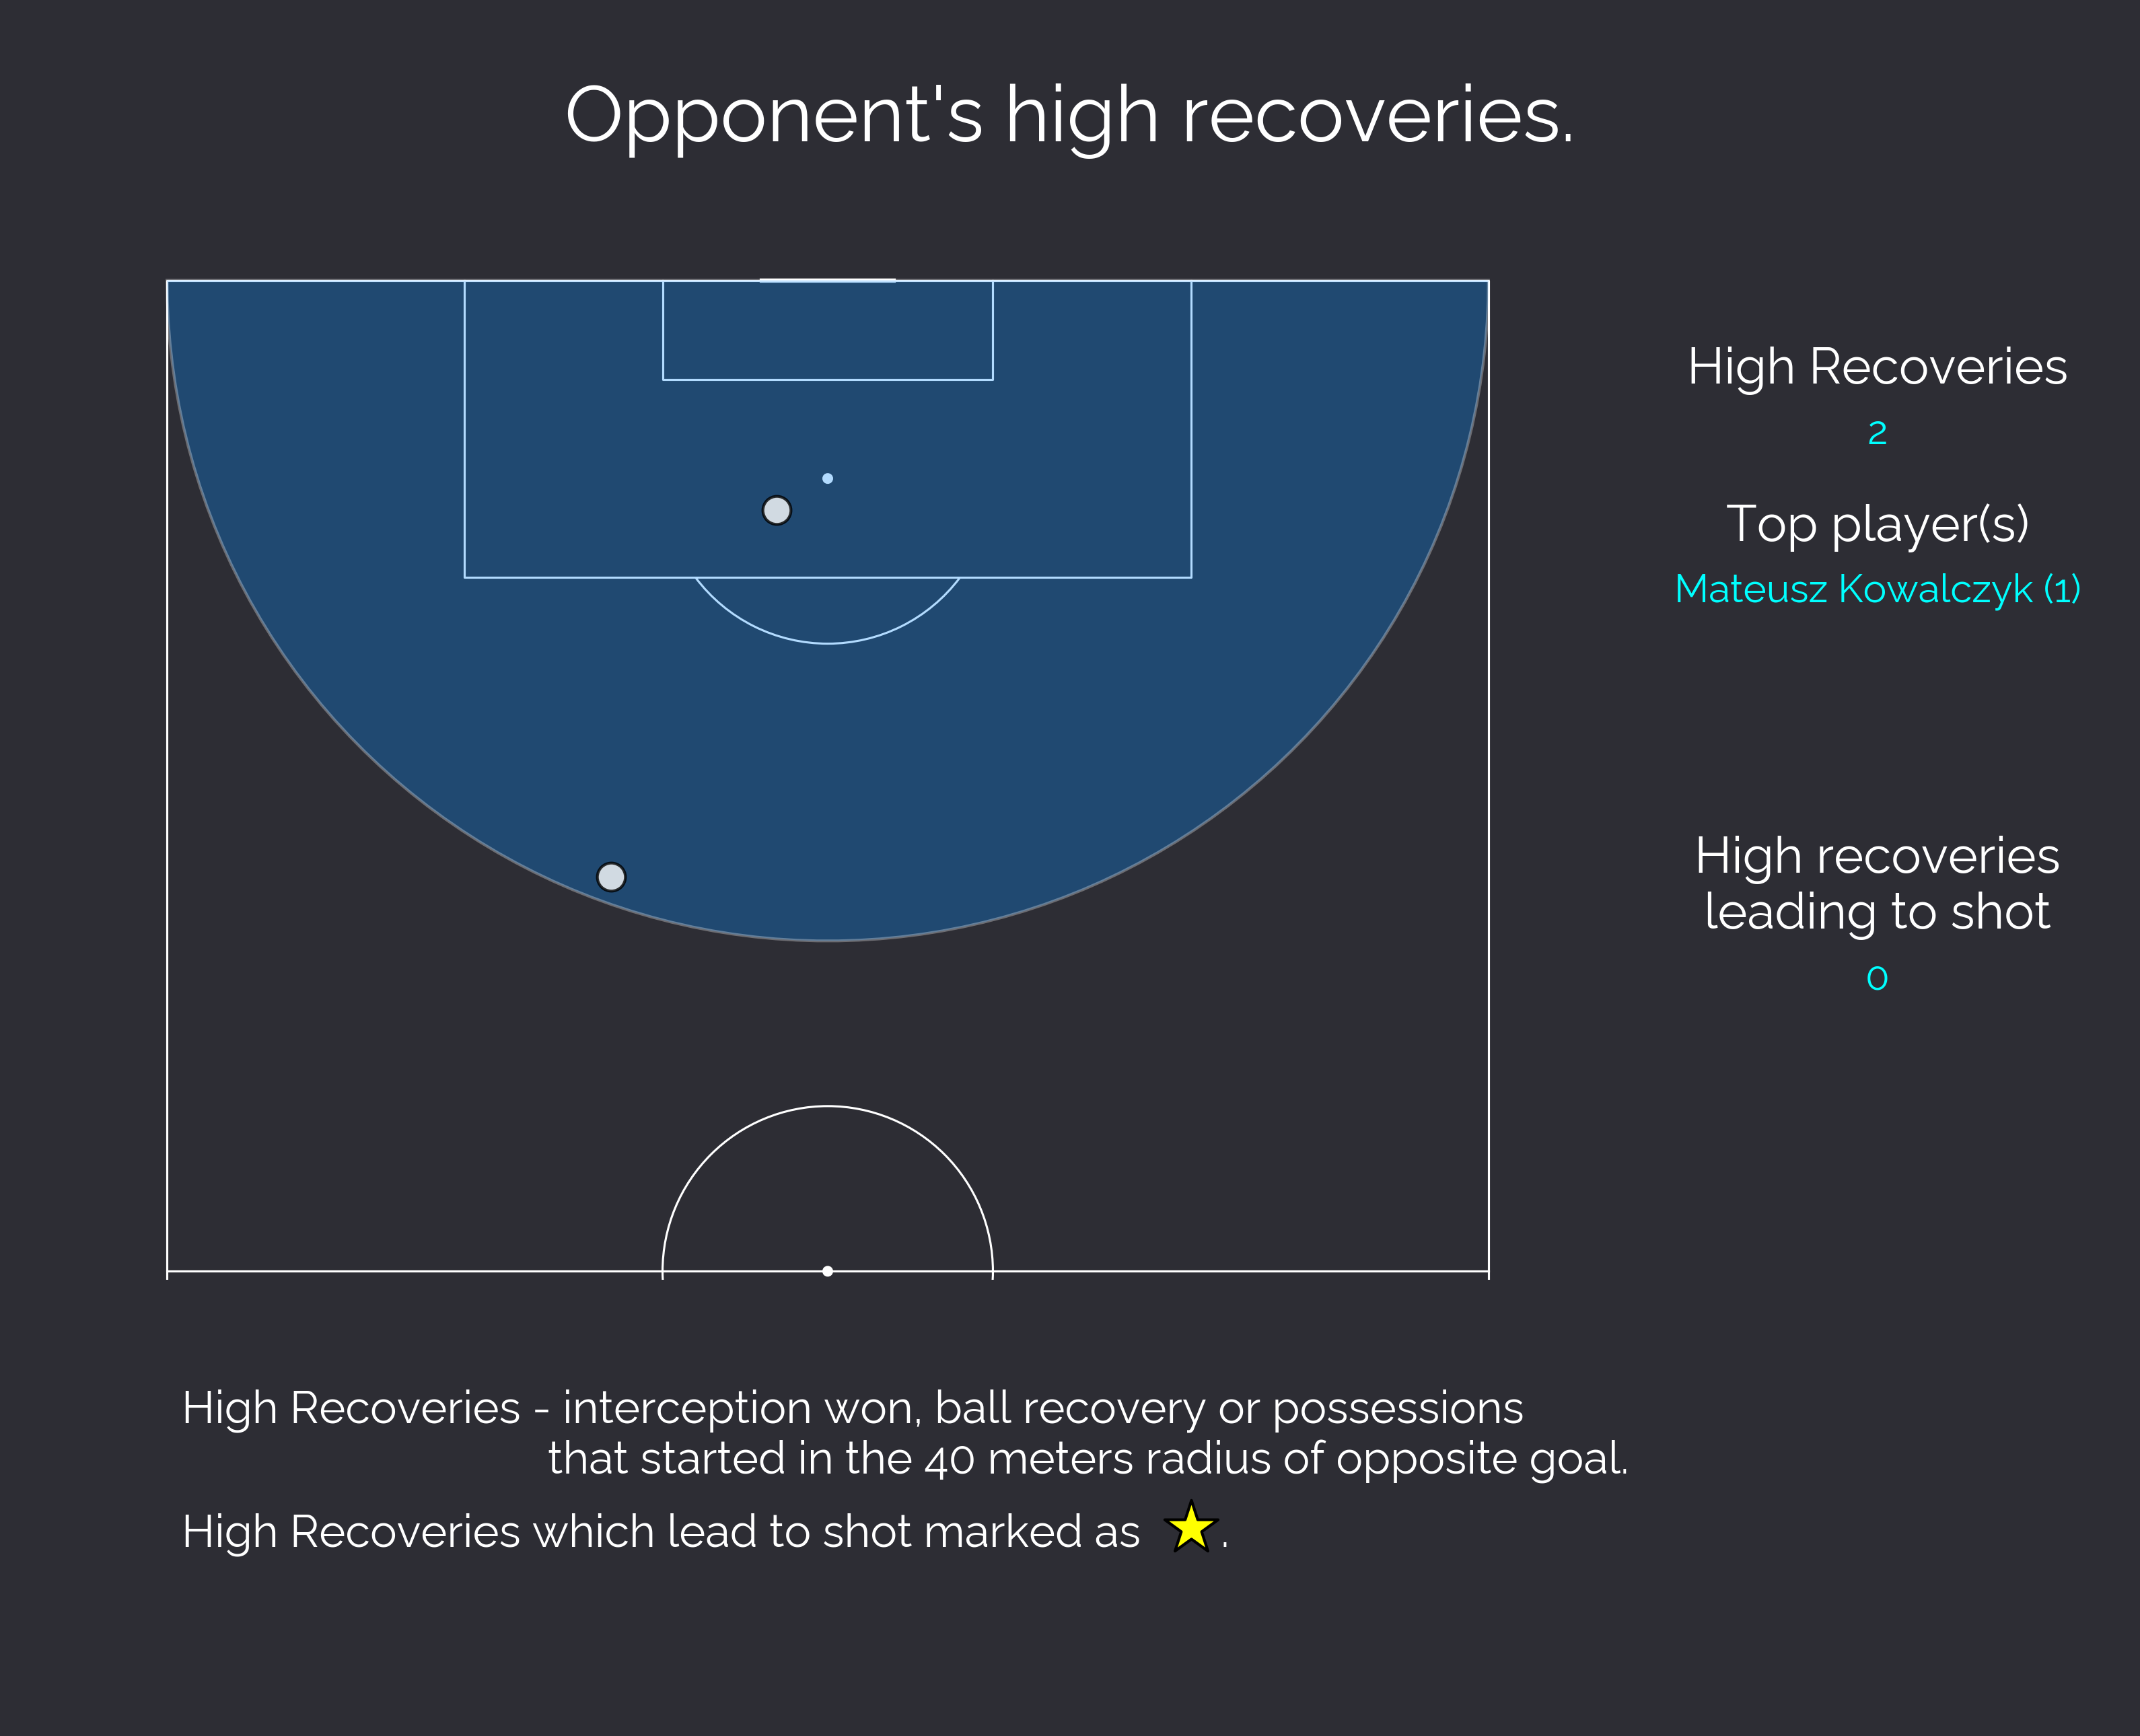 Opponent's high recoveries.
High Recoveries
2
Top player(s)
Mateusz Kowalczyk (1)
High recoveries
leading to shot
0
High Recoveries - interception won, ball recovery or possessions
that started in the 40 meters radius of opposite goal.
High Recoveries which lead to shot marked as .